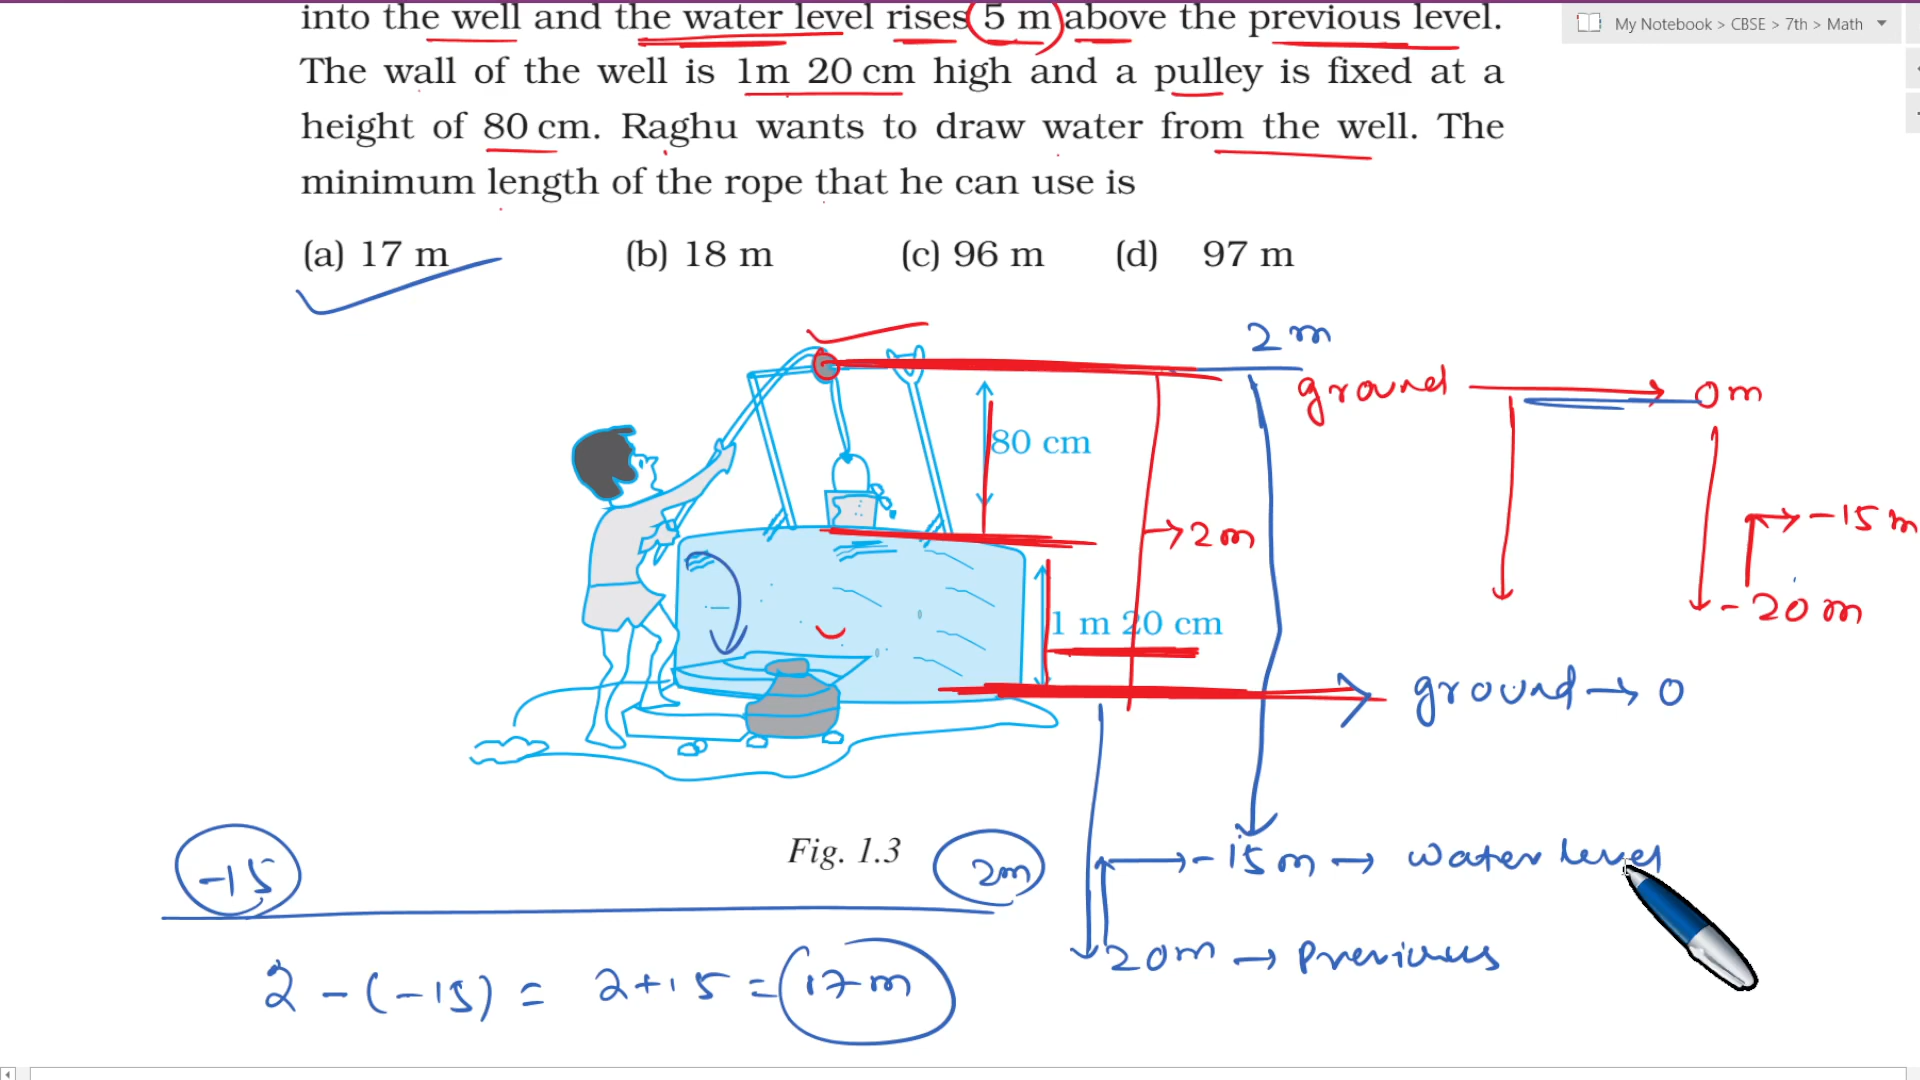 into the well and the water level rises 5 m above the previous level.
My Notebook > CBSE > 7th > Math
The wall of the well is 1m 20 cm high and a pulley is fixed at a
height of 80 cm. Raghu wants to draw water from the well. The
minimum length of the rope that he can use is
(a) 17 m (b) 18 m (c) 96 m (d) 97 m
2 m
ground → 0 m
80 cm
→ 2 m
→ -15 m
-20 m
1 m 20 cm
ground → 0
Fig. 1.3
-15
2m
→ -15 m → water level
20m → Previous
2 - (-15) = 2+15 = 17 m